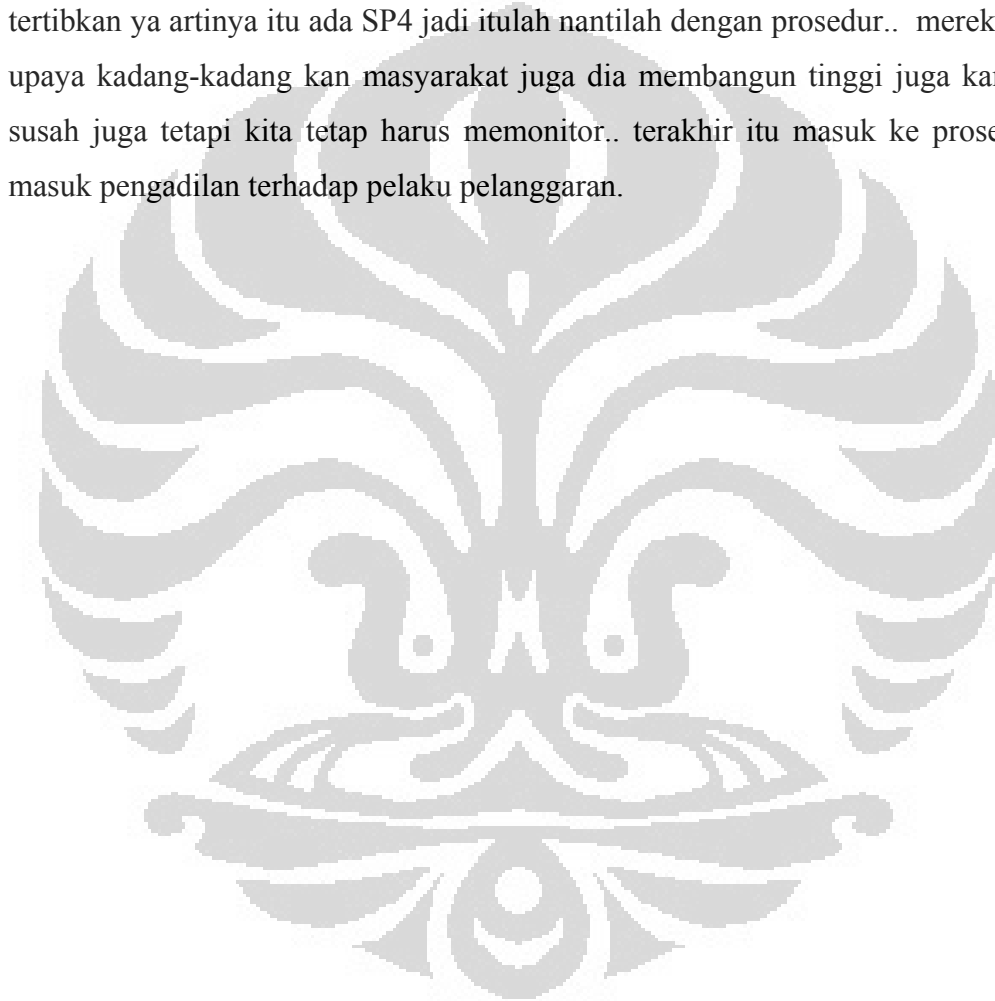 tertibkan ya artinya itu ada SP4 jadi itulah nantilah dengan prosedur.. merek
upaya kadang-kadang kan masyarakat juga dia membangun tinggi juga kar
susah juga tetapi kita tetap harus memonitor.. terakhir itu masuk ke prose
masuk pengadilan terhadap pelaku pelanggaran.